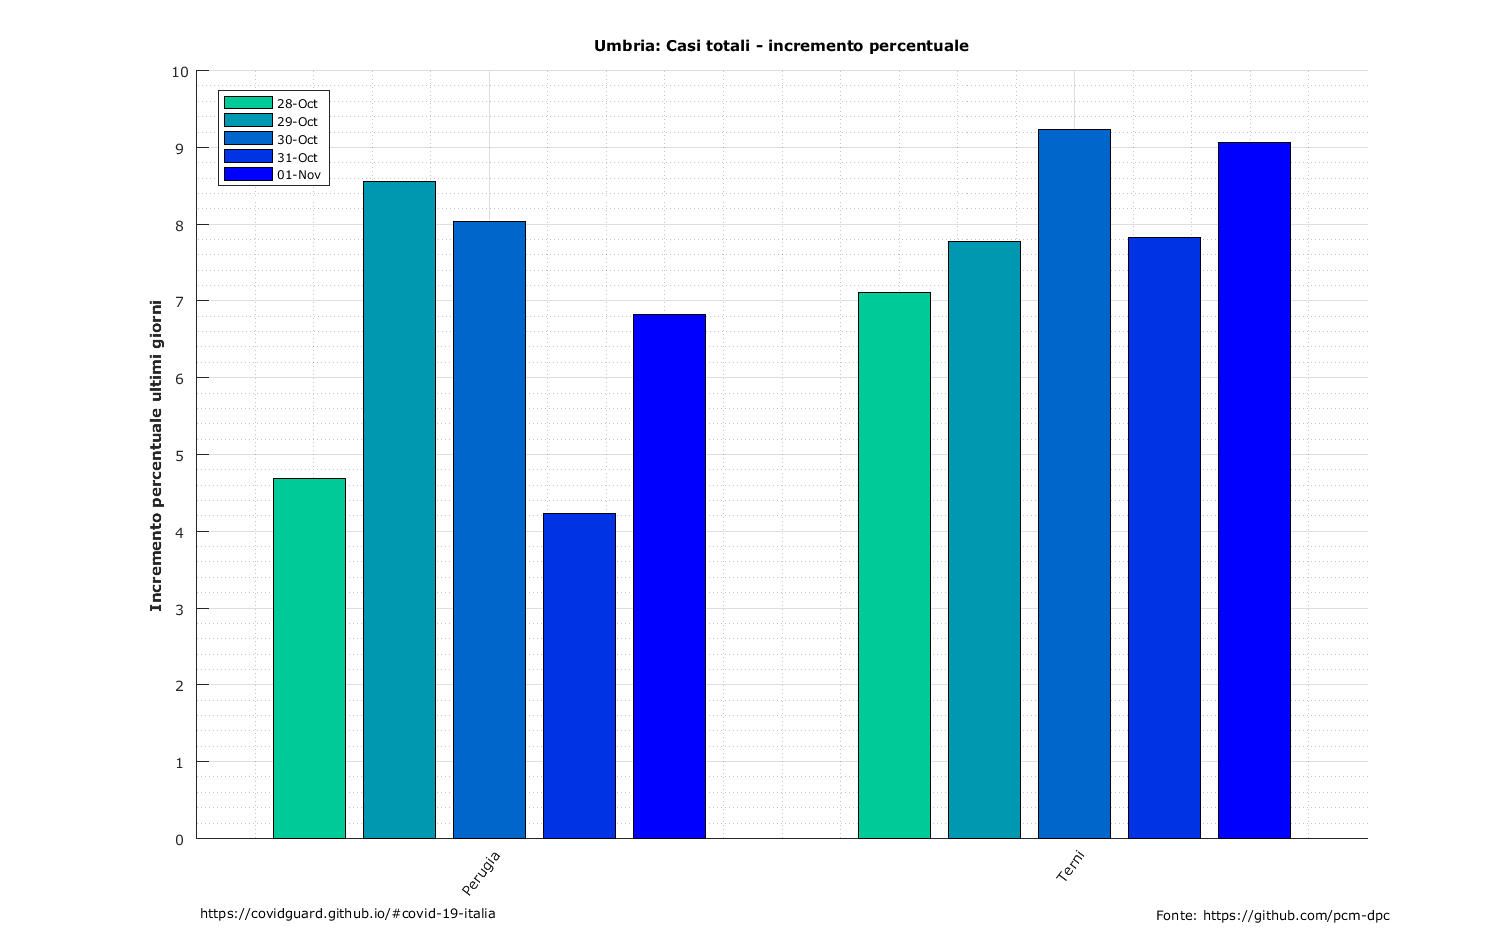 Umbria: Casi totali - incremento percentuale
10
9
8
7
6
5
4
3
2
1
0
Incremento percentuale ultimi giorni
28-Oct
29-Oct
30-Oct
31-Oct
01-Nov
Perugia
Terni
https://covidguard.github.io/#covid-19-italia
Fonte: https://github.com/pcm-dpc